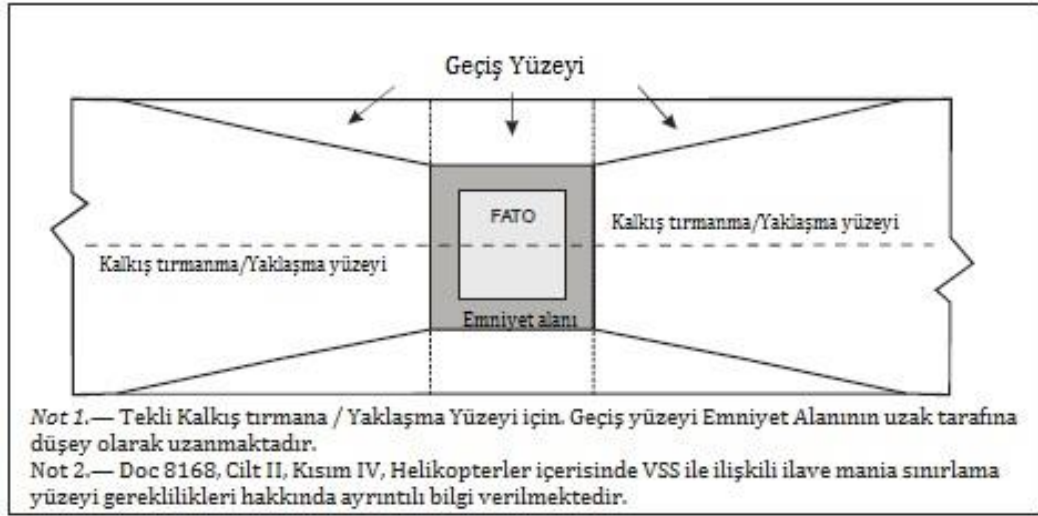 Geçiş Yüzeyi
FATO
Kalkış tırmanma/Yaklaşma yüzeyi
Kalkış tırmanma/Yaklaşma yüzeyi
Emniyet alanı
Not 1.— Tekli Kalkış tırmana / Yaklaşma Yüzeyi için. Geçiş yüzeyi Emniyet Alanının uzak tarafına
düşey olarak uzanmaktadır.
Not 2.— Doc 8168, Cilt II, Kısım IV, Helikopterler içerisinde VSS ile ilişkili ilave mania sınırlama
yüzeyi gereklilikleri hakkında ayrıntılı bilgi verilmektedir.